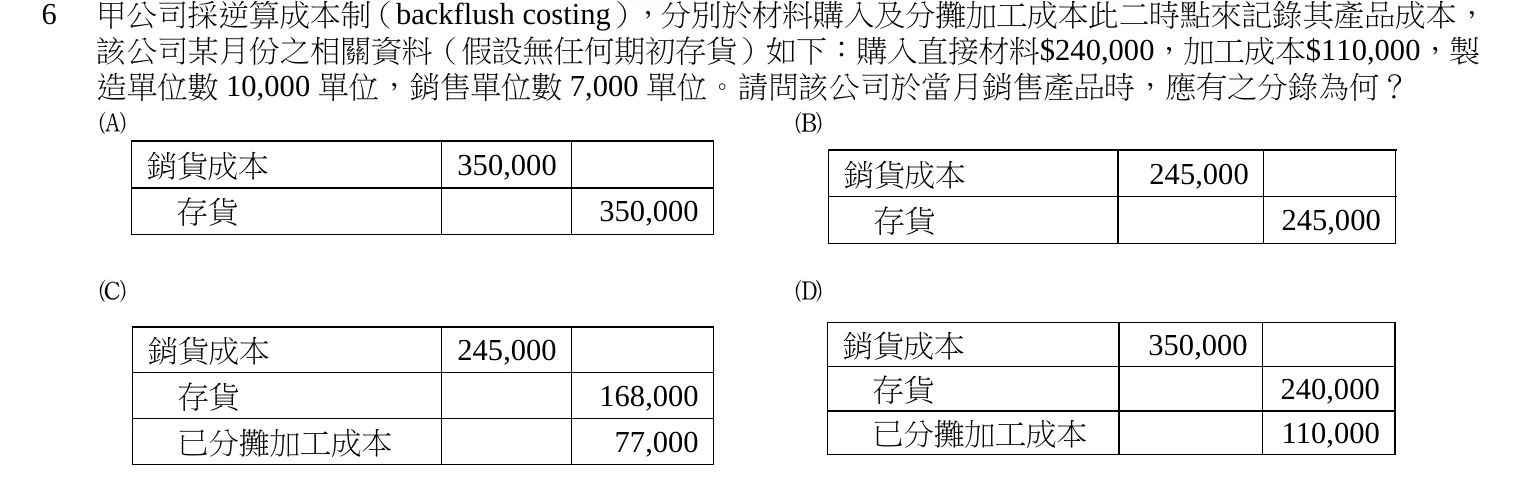 6 甲公司採逆算成本制（backflush costing），分別於材料購入及分攤加工成本此二時點來記錄其產品成本，
該公司某月份之相關資料（假設無任何期初存貨）如下：購入直接材料$240,000，加工成本$110,000，製
造單位數 10,000 單位，銷售單位數 7,000 單位。請問該公司於當月銷售產品時，應有之分錄為何？
(A)
銷貨成本 350,000
存貨 350,000
(B)
銷貨成本 245,000
存貨 245,000
(C)
銷貨成本 245,000
存貨 168,000
已分攤加工成本 77,000
(D)
銷貨成本 350,000
存貨 240,000
已分攤加工成本 110,000